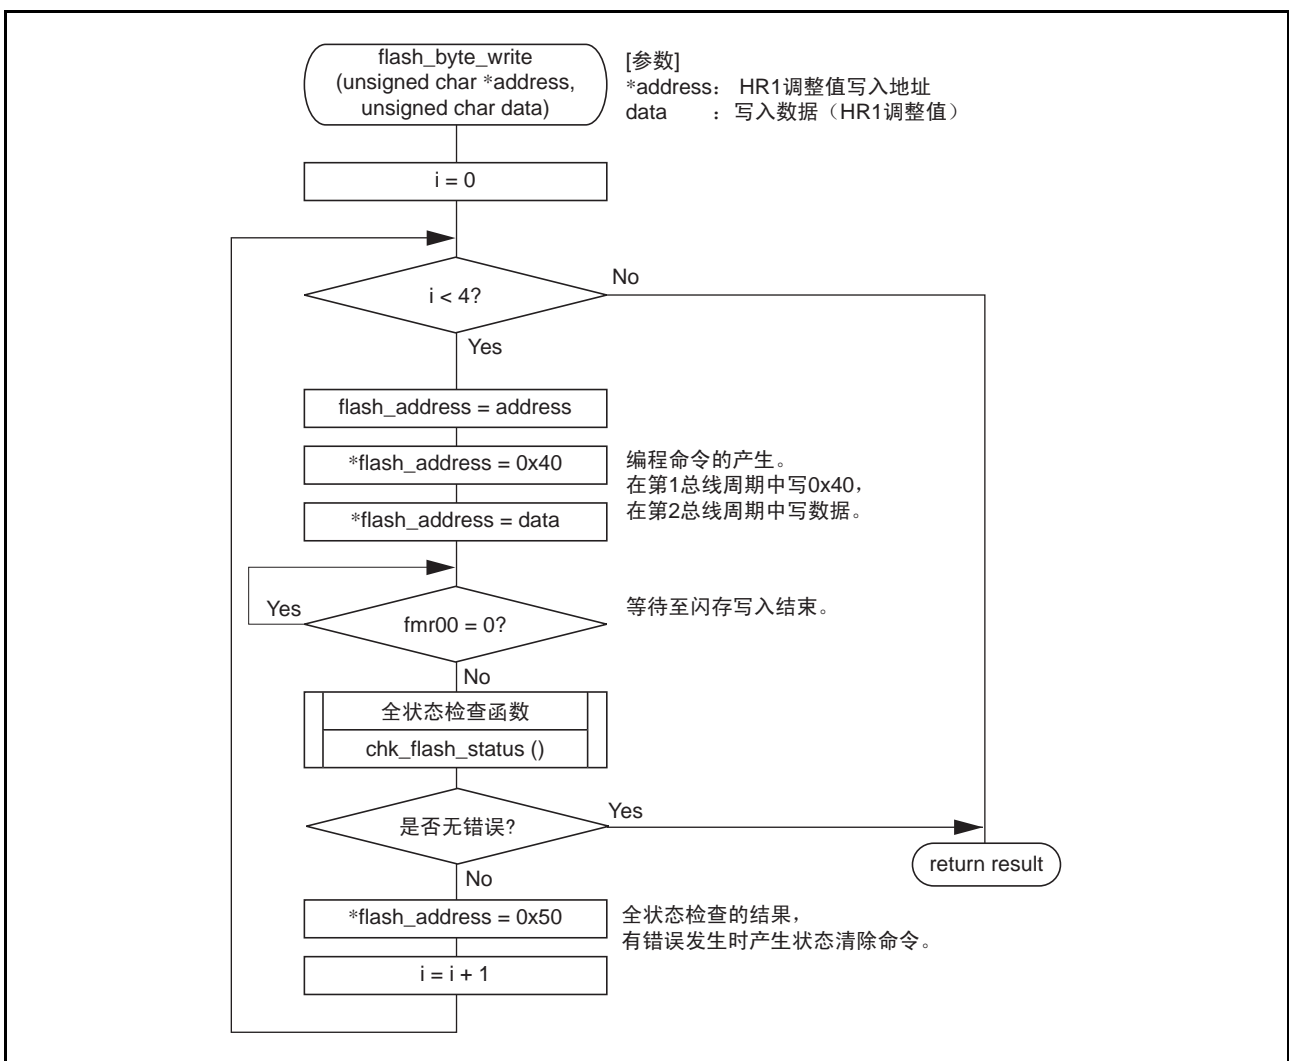 flash_byte_write
(unsigned char *address,
unsigned char data)
[参数]
*address： HR1调整值写入地址
data ：写入数据（HR1调整值）
i = 0
i < 4?
No
Yes
flash_address = address
*flash_address = 0x40
*flash_address = data
编程命令的产生。
在第1总线周期中写0x40，
在第2总线周期中写数据。
Yes
fmr00 = 0?
等待至闪存写入结束。
No
全状态检查函数
chk_flash_status ()
是否无错误?
Yes
return result
No
*flash_address = 0x50
全状态检查的结果，
有错误发生时产生状态清除命令。
i = i + 1